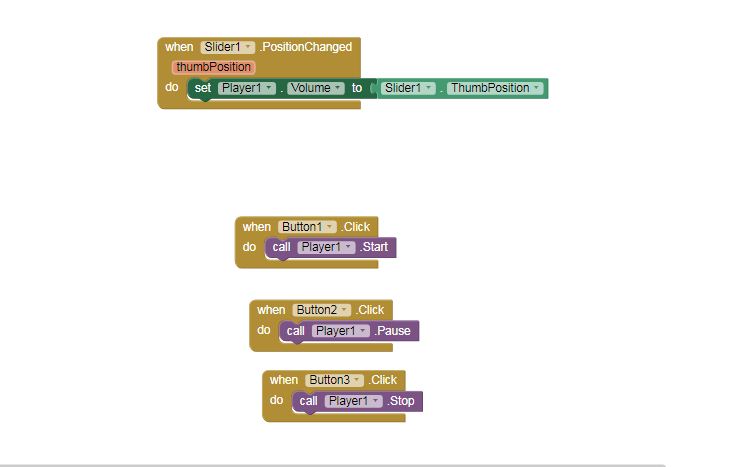 when Slider1 .PositionChanged
thumbPosition
do set Player1 . Volume to Slider1 . ThumbPosition
when Button1 .Click
do call Player1 .Start
when Button2 .Click
do call Player1 .Pause
when Button3 .Click
do call Player1 .Stop